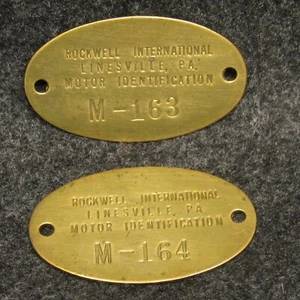 ROCKWELL INTERNATIONAL
LINESVILLE, PA.
MOTOR IDENTIFICATION
M-163
ROCKWELL INTERNATIONAL
LINESVILLE, PA
MOTOR IDENTIFICATION
M-164